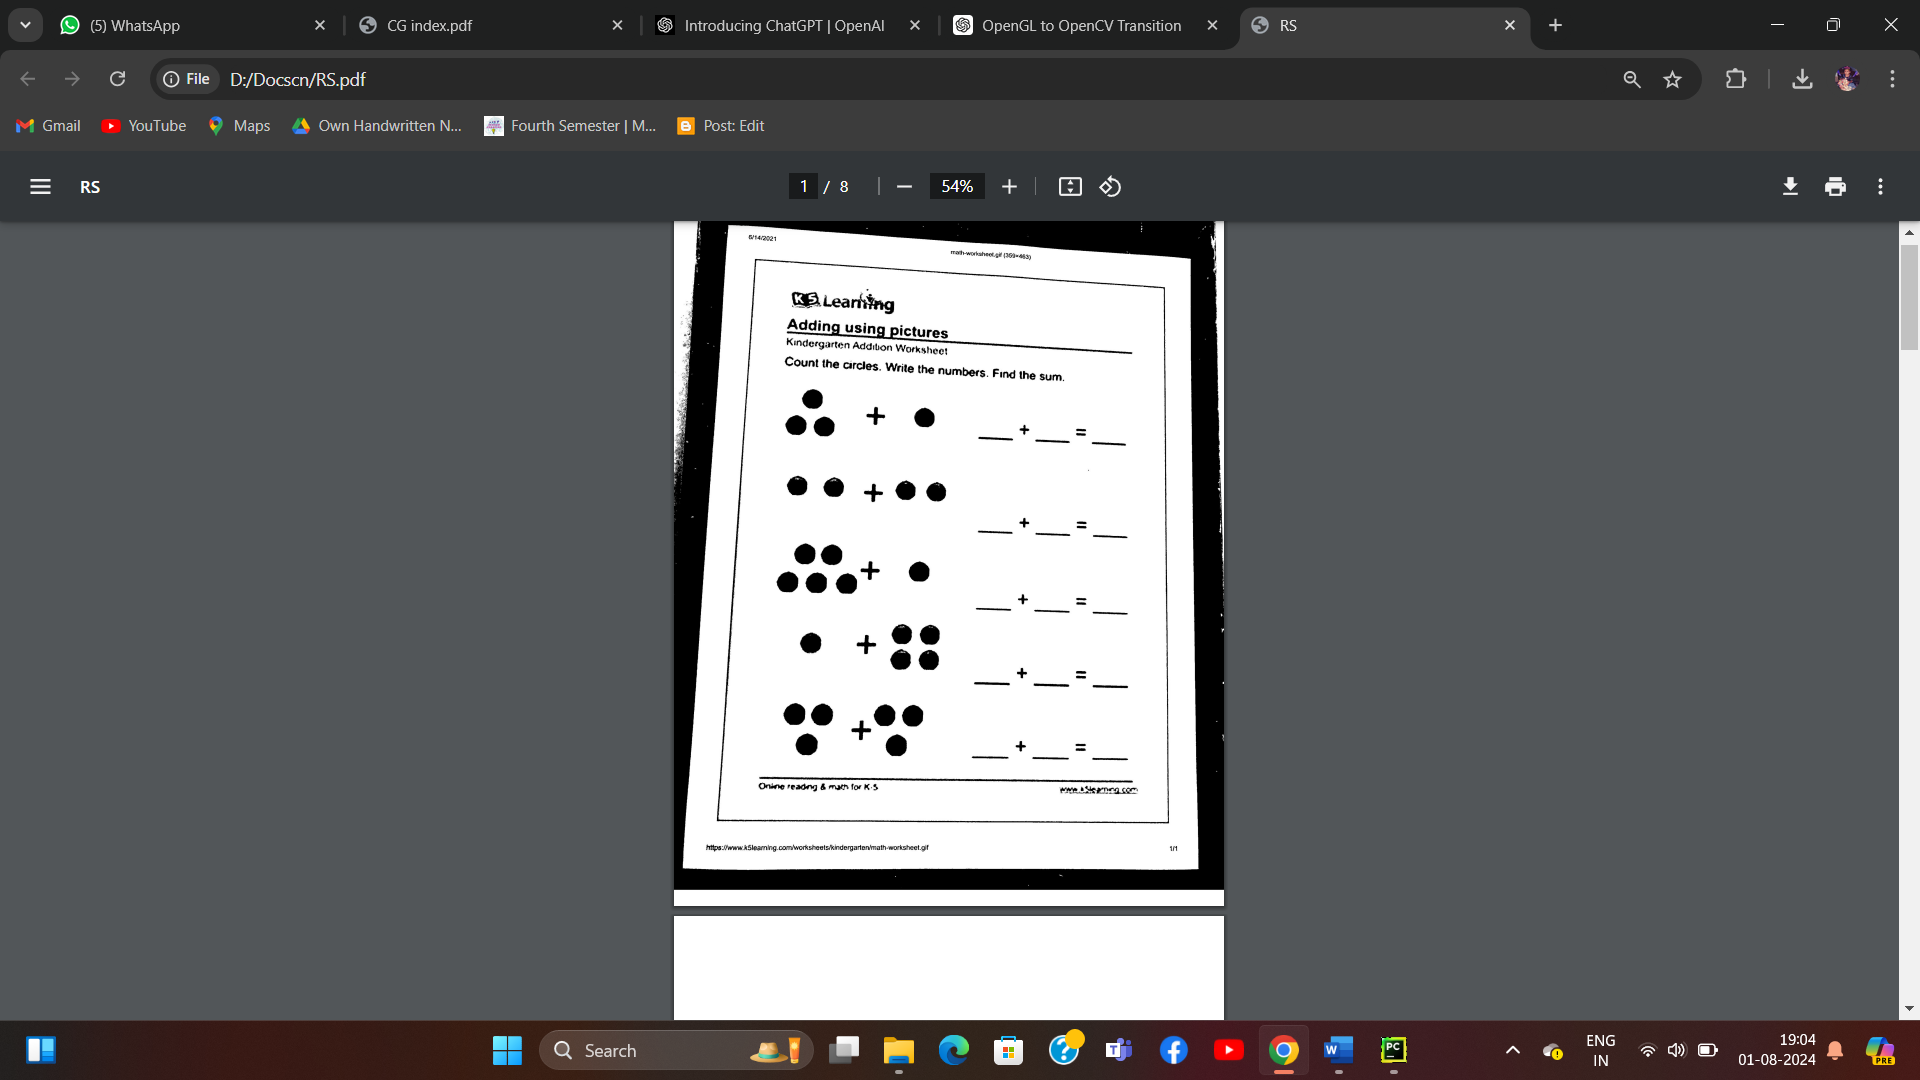 (5) WhatsApp
CG index.pdf
Introducing ChatGPT | OpenAI
OpenGL to OpenCV Transition
RS
File
D:/Docscn/RS.pdf
Gmail
YouTube
Maps
Own Handwritten N...
Fourth Semester | M...
Post: Edit
RS
1 / 8
54%
6/14/2021
math-worksheet.gif (359×463)
K5 Learning
Adding using pictures
Kindergarten Addition Worksheet
Count the circles. Write the numbers. Find the sum.
+ ___ + ___ = ___
+ ___ + ___ = ___
+ ___ + ___ = ___
+ ___ + ___ = ___
+ ___ + ___ = ___
Online reading & math for K-5
www.k5learning.com
https://www.k5learning.com/worksheets/kindergarten/math-worksheet.gif
1/1
Search
ENG
IN
19:04
01-08-2024
PRE
PC